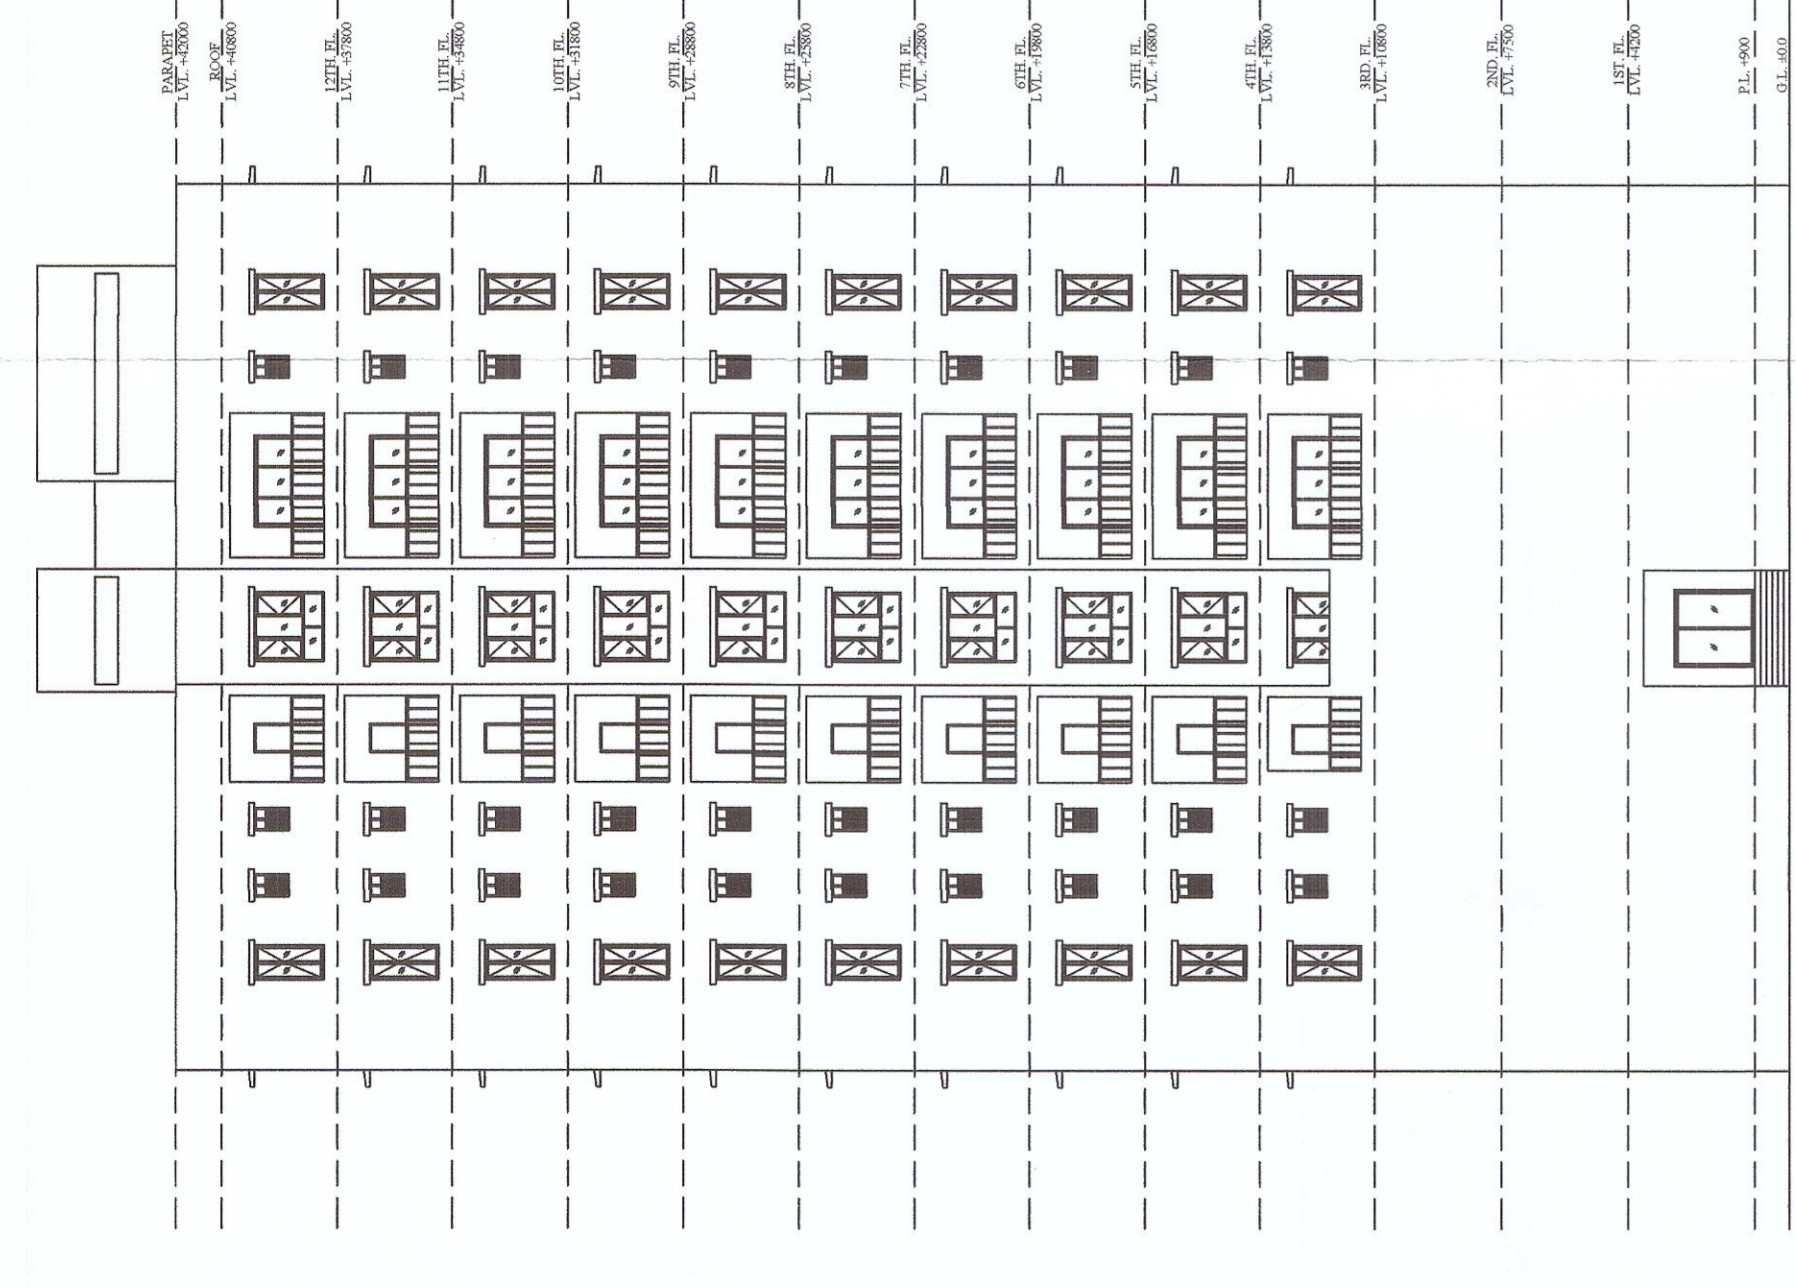 PARAPET
LVL. +42000
ROOF
LVL. +40800
12TH. FL.
LVL. +37800
11TH. FL.
LVL. +34800
10TH. FL.
LVL. +31800
9TH. FL.
LVL. +28800
8TH. FL.
LVL. +25800
7TH. FL.
LVL. +22800
6TH. FL.
LVL. +19800
5TH. FL.
LVL. +16800
4TH. FL.
LVL. +13800
3RD. FL.
LVL. +10800
2ND. FL.
LVL. +7500
1ST. FL.
LVL. +4200
P.L. +900
G.L. ±0.0